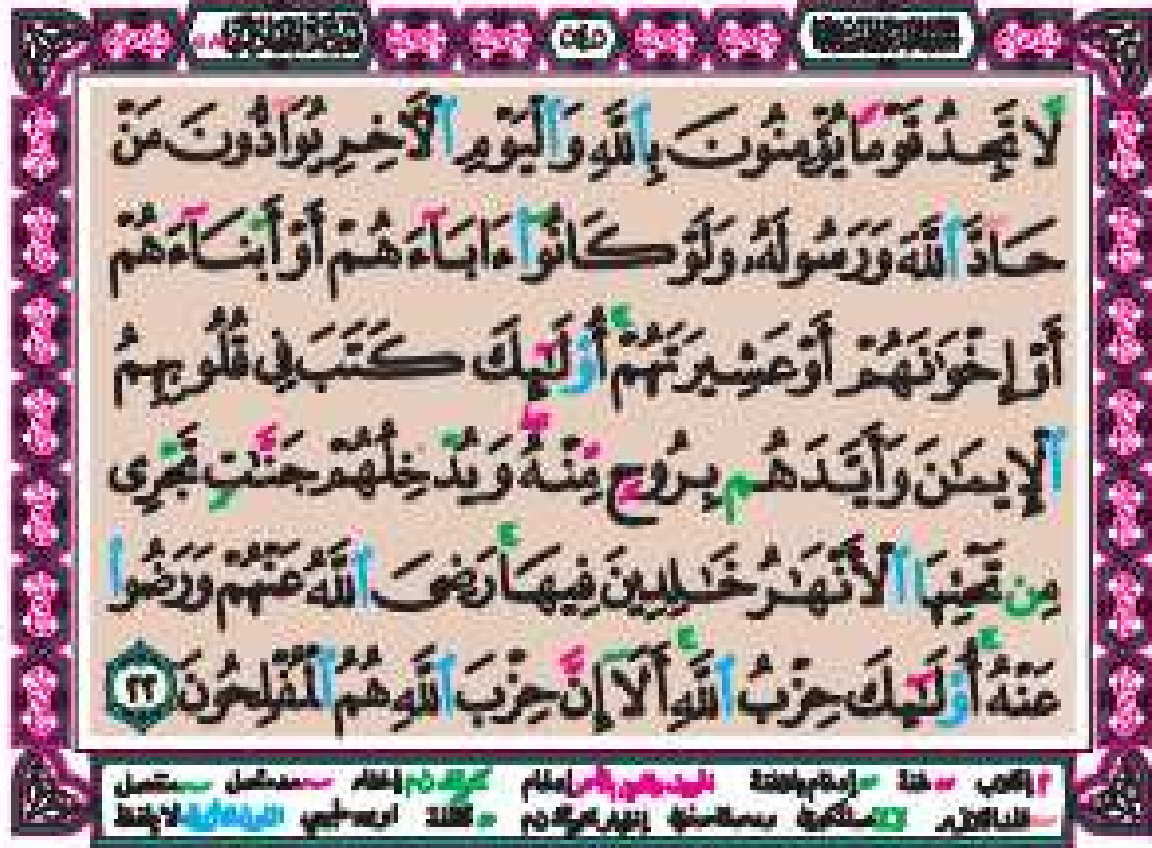 ٥٤٥
لَّا تَجِدُ قَوْمًا يُؤْمِنُونَ بِٱللَّهِ وَٱلْيَوْمِ ٱلْأَخِرِ يُوَآدُّونَ مَنْ
حَآدَّ ٱللَّهَ وَرَسُولَهُۥ وَلَوْ كَانُوٓا۟ ءَابَآءَهُمْ أَوْ أَبْنَآءَهُمْ
أَوْ إِخْوَٰنَهُمْ أَوْ عَشِيرَتَهُمْ ۚ أُو۟لَـٰٓئِكَ كَتَبَ فِى قُلُوبِهِمُ
ٱلْإِيمَـٰنَ وَأَيَّدَهُم بِرُوحٍ مِّنْهُ ۖ وَيُدْخِلُهُمْ جَنَّـٰتٍ تَجْرِى
مِن تَحْتِهَا ٱلْأَنْهَـٰرُ خَـٰلِدِينَ فِيهَا ۚ رَضِىَ ٱللَّهُ عَنْهُمْ وَرَضُوا۟
عَنْهُ ۚ أُو۟لَـٰٓئِكَ حِزْبُ ٱللَّهِ ۚ أَلَآ إِنَّ حِزْبَ ٱللَّهِ هُمُ ٱلْمُفْلِحُونَ ٢٢